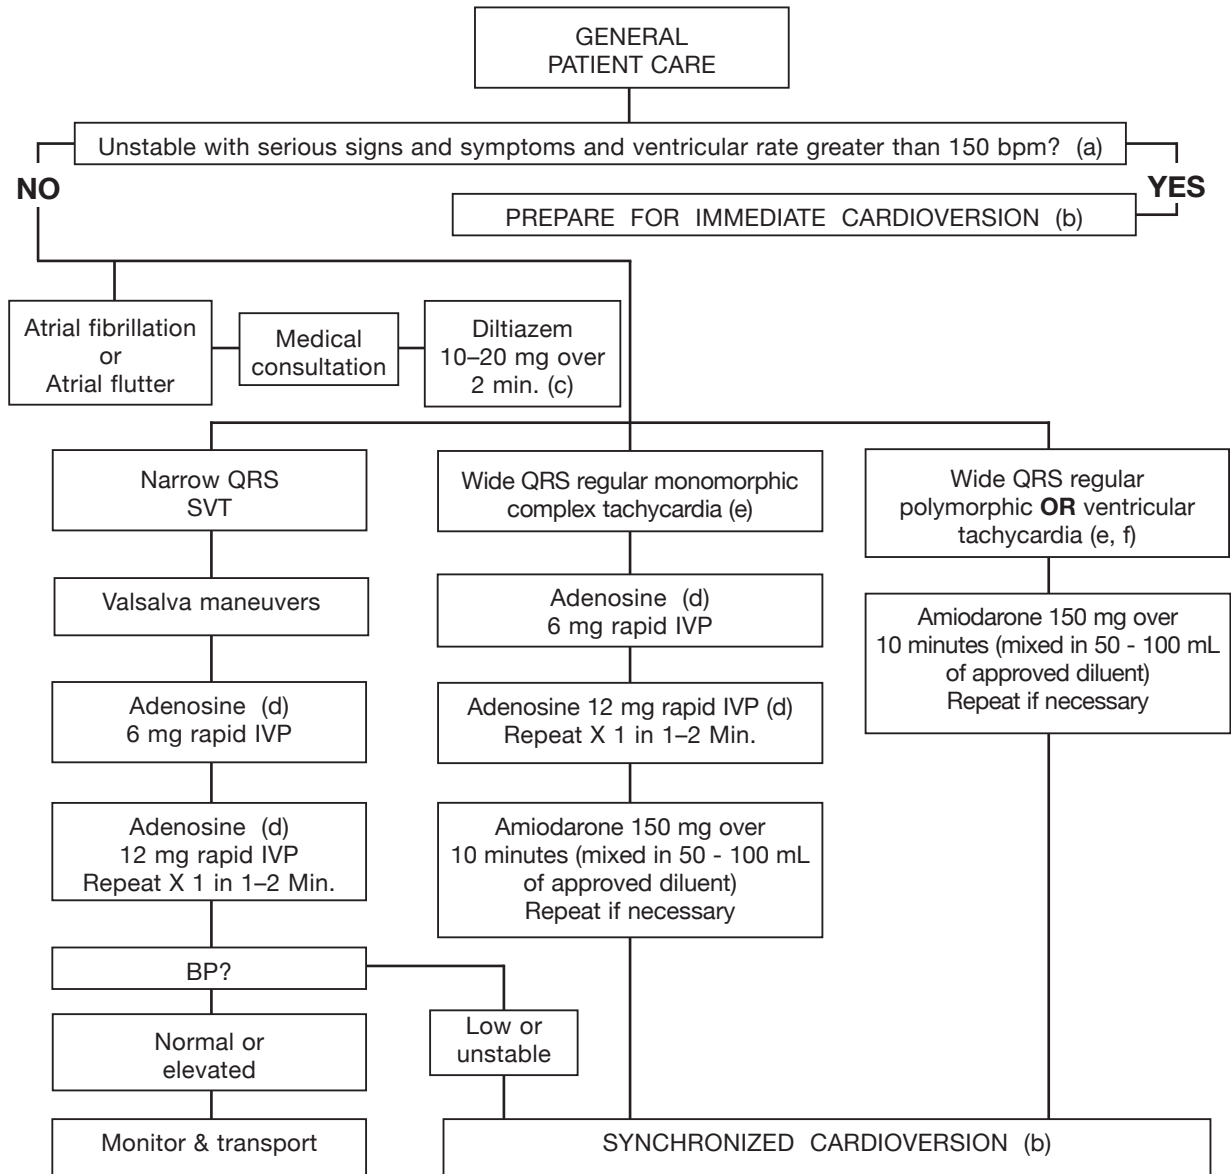 GENERAL
PATIENT CARE
Unstable with serious signs and symptoms and ventricular rate greater than 150 bpm? (a)
NO
YES
PREPARE FOR IMMEDIATE CARDIOVERSION (b)
Atrial fibrillation
or
Atrial flutter
Medical
consultation
Diltiazem
10–20 mg over
2 min. (c)
Narrow QRS
SVT
Valsalva maneuvers
Adenosine (d)
6 mg rapid IVP
Adenosine (d)
12 mg rapid IVP
Repeat X 1 in 1–2 Min.
BP?
Normal or
elevated
Monitor & transport
Low or
unstable
Wide QRS regular monomorphic
complex tachycardia (e)
Adenosine (d)
6 mg rapid IVP
Adenosine 12 mg rapid IVP (d)
Repeat X 1 in 1–2 Min.
Amiodarone 150 mg over
10 minutes (mixed in 50 - 100 mL
of approved diluent)
Repeat if necessary
Wide QRS regular
polymorphic OR ventricular
tachycardia (e, f)
Amiodarone 150 mg over
10 minutes (mixed in 50 - 100 mL
of approved diluent)
Repeat if necessary
SYNCHRONIZED CARDIOVERSION (b)